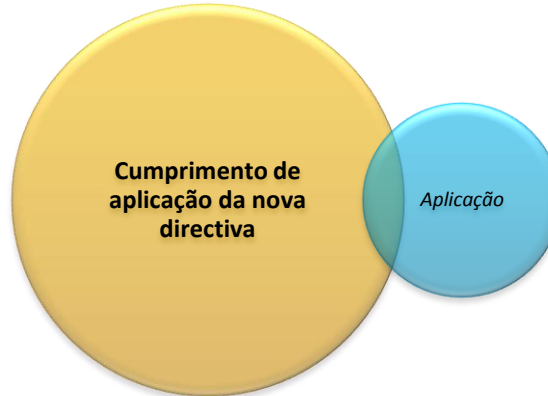 Cumprimento de
aplicação da nova
directiva
Aplicação